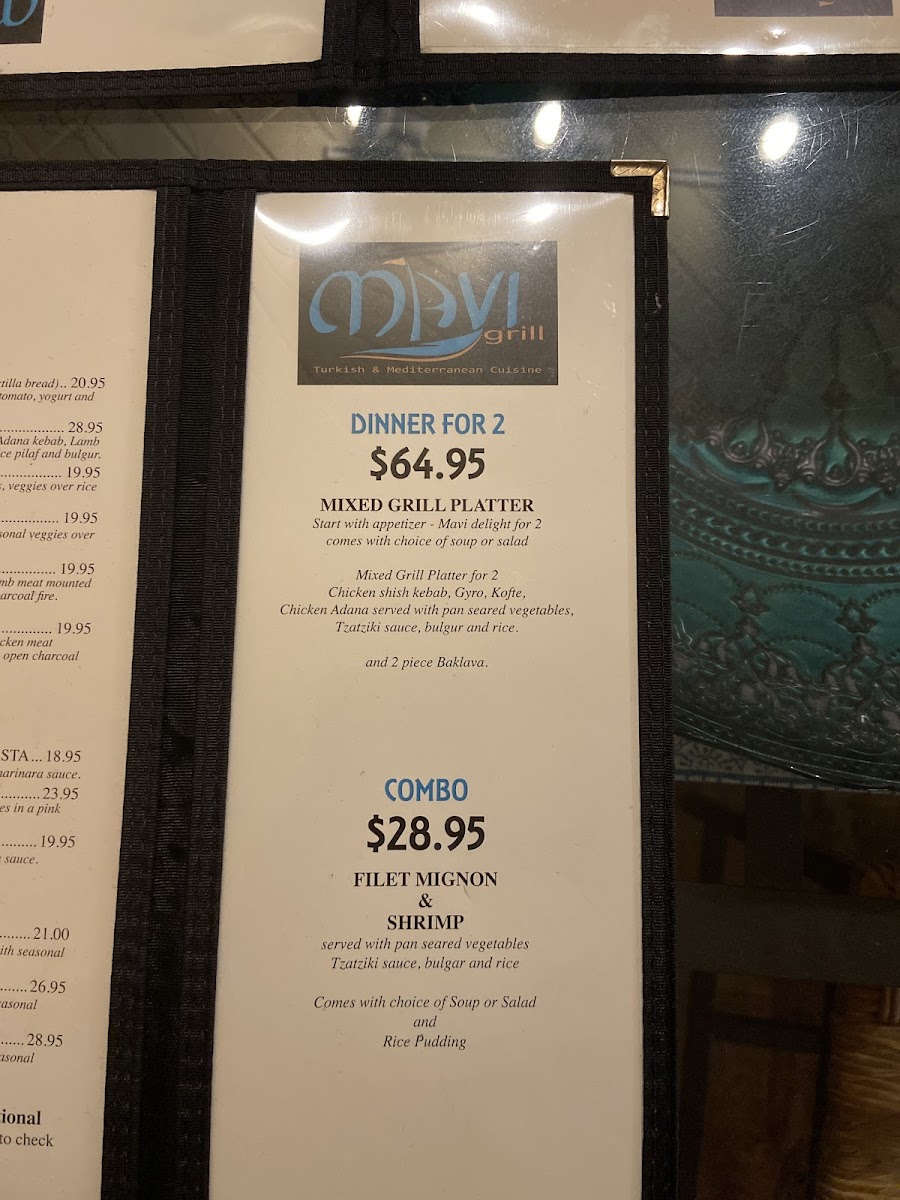 tilla bread).. 20.95
tomato, yogurt and
28.95
Adana kebab, Lamb
ce pilaf and bulgur.
19.95
, veggies over rice
19.95
sonal veggies over
19.95
mb meat mounted
arcoal fire.
19.95
cken meat
open charcoal
STA... 18.95
marinara sauce.
23.95
es in a pink
19.95
sauce.
21.00
ith seasonal
26.95
easonal
28.95
asonal
tional
to check
MAVI
grill
Turkish & Mediterranean Cuisine
DINNER FOR 2
$64.95
MIXED GRILL PLATTER
Start with appetizer - Mavi delight for 2
comes with choice of soup or salad
Mixed Grill Platter for 2
Chicken shish kebab, Gyro, Kofte,
Chicken Adana served with pan seared vegetables,
Tzatziki sauce, bulgur and rice.
and 2 piece Baklava.
COMBO
$28.95
FILET MIGNON
&
SHRIMP
served with pan seared vegetables
Tzatziki sauce, bulgar and rice
Comes with choice of Soup or Salad
and
Rice Pudding